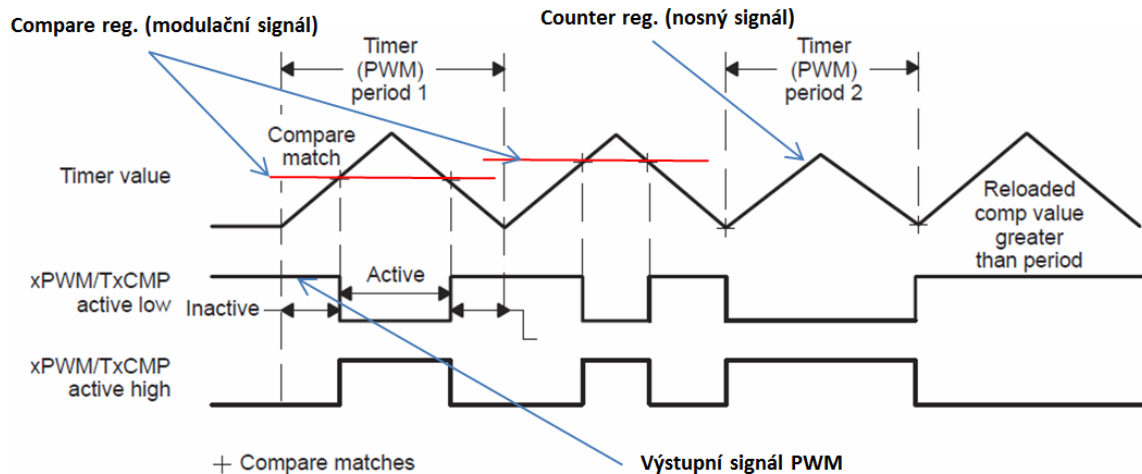 Compare reg. (modulační signál)
Counter reg. (nosný signál)
Timer
(PWM)
period 1
Timer
(PWM)
period 2
Compare
match
Timer value
Reloaded
comp value
greater
than period
xPWM/TxCMP
active low
Active
Inactive
xPWM/TxCMP
active high
+ Compare matches
Výstupní signál PWM